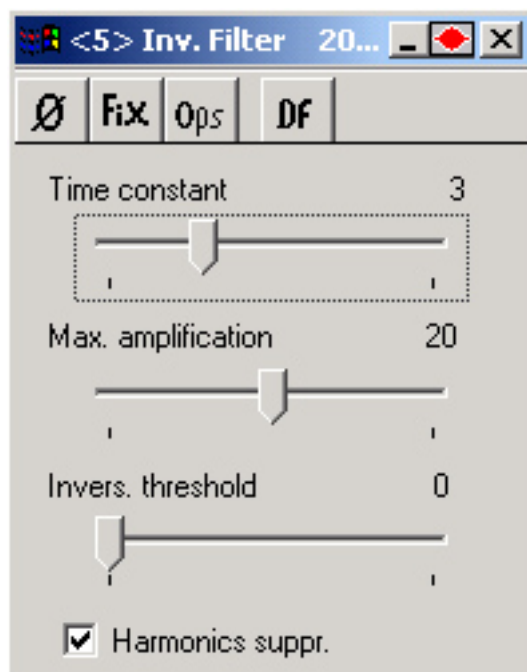 <5> Inv. Filter 20...
Ø Fix Ops DF
Time constant 3
Max. amplification 20
Invers. threshold 0
Harmonics suppr.